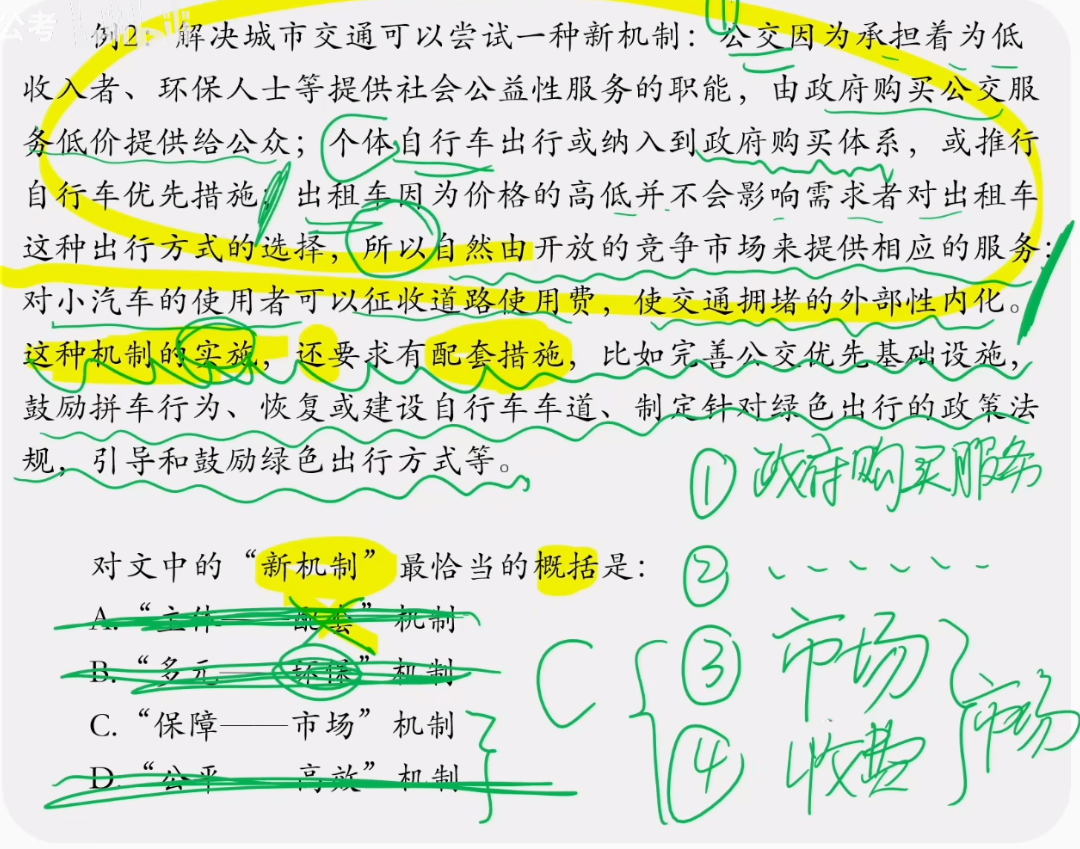 公考
例2：解决城市交通可以尝试一种新机制：公交因为承担着为低
①
收入者、环保人士等提供社会公益性服务的职能，由政府购买公交服
务低价提供给公众；个体自行车出行或纳入到政府购买体系，或推行
自行车优先措施；出租车因为价格的高低并不会影响需求者对出租车
这种出行方式的选择，所以自然由开放的竞争市场来提供相应的服务；
对小汽车的使用者可以征收道路使用费，使交通拥堵的外部性内化。
这种机制的实施，还要求有配套措施，比如完善公交优先基础设施，
鼓励拼车行为、恢复或建设自行车车道、制定针对绿色出行的政策法
规，引导和鼓励绿色出行方式等。
① 政府购买服务
对文中的“新机制”最恰当的概括是：
②
A.“主体——配套”机制
B.“多元——环保”机制
C.“保障——市场”机制
D.“公平——高效”机制
C
③ 市场
④ 收费
市场